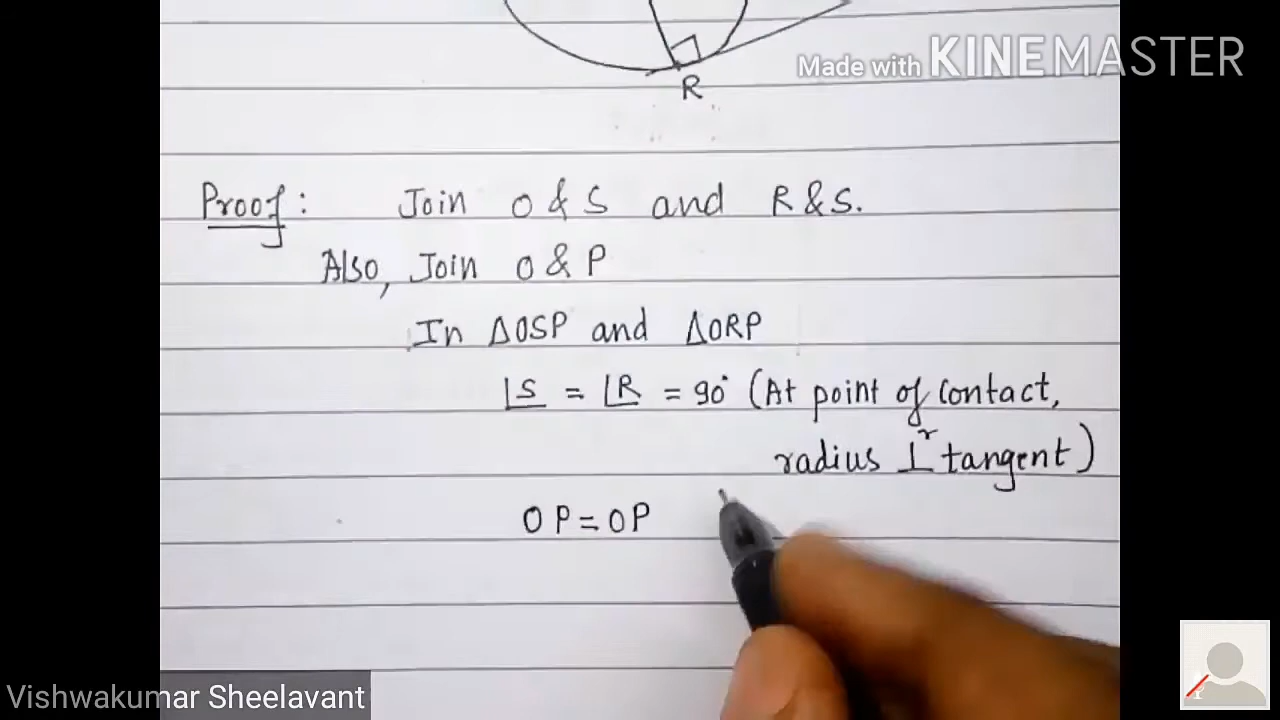 Made with KINEMASTER
R
Proof: Join O & S and R & S.
Also, Join O & P
In ΔOSP and ΔORP
∠S = ∠R = 90° (At point of contact,
radius ⊥r tangent)
OP = OP
Vishwakumar Sheelavant